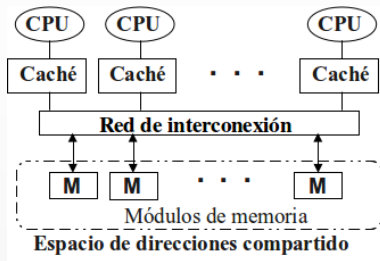 CPU CPU CPU
Caché Caché . . . Caché
Red de interconexión
M M . . . M
Módulos de memoria
Espacio de direcciones compartido